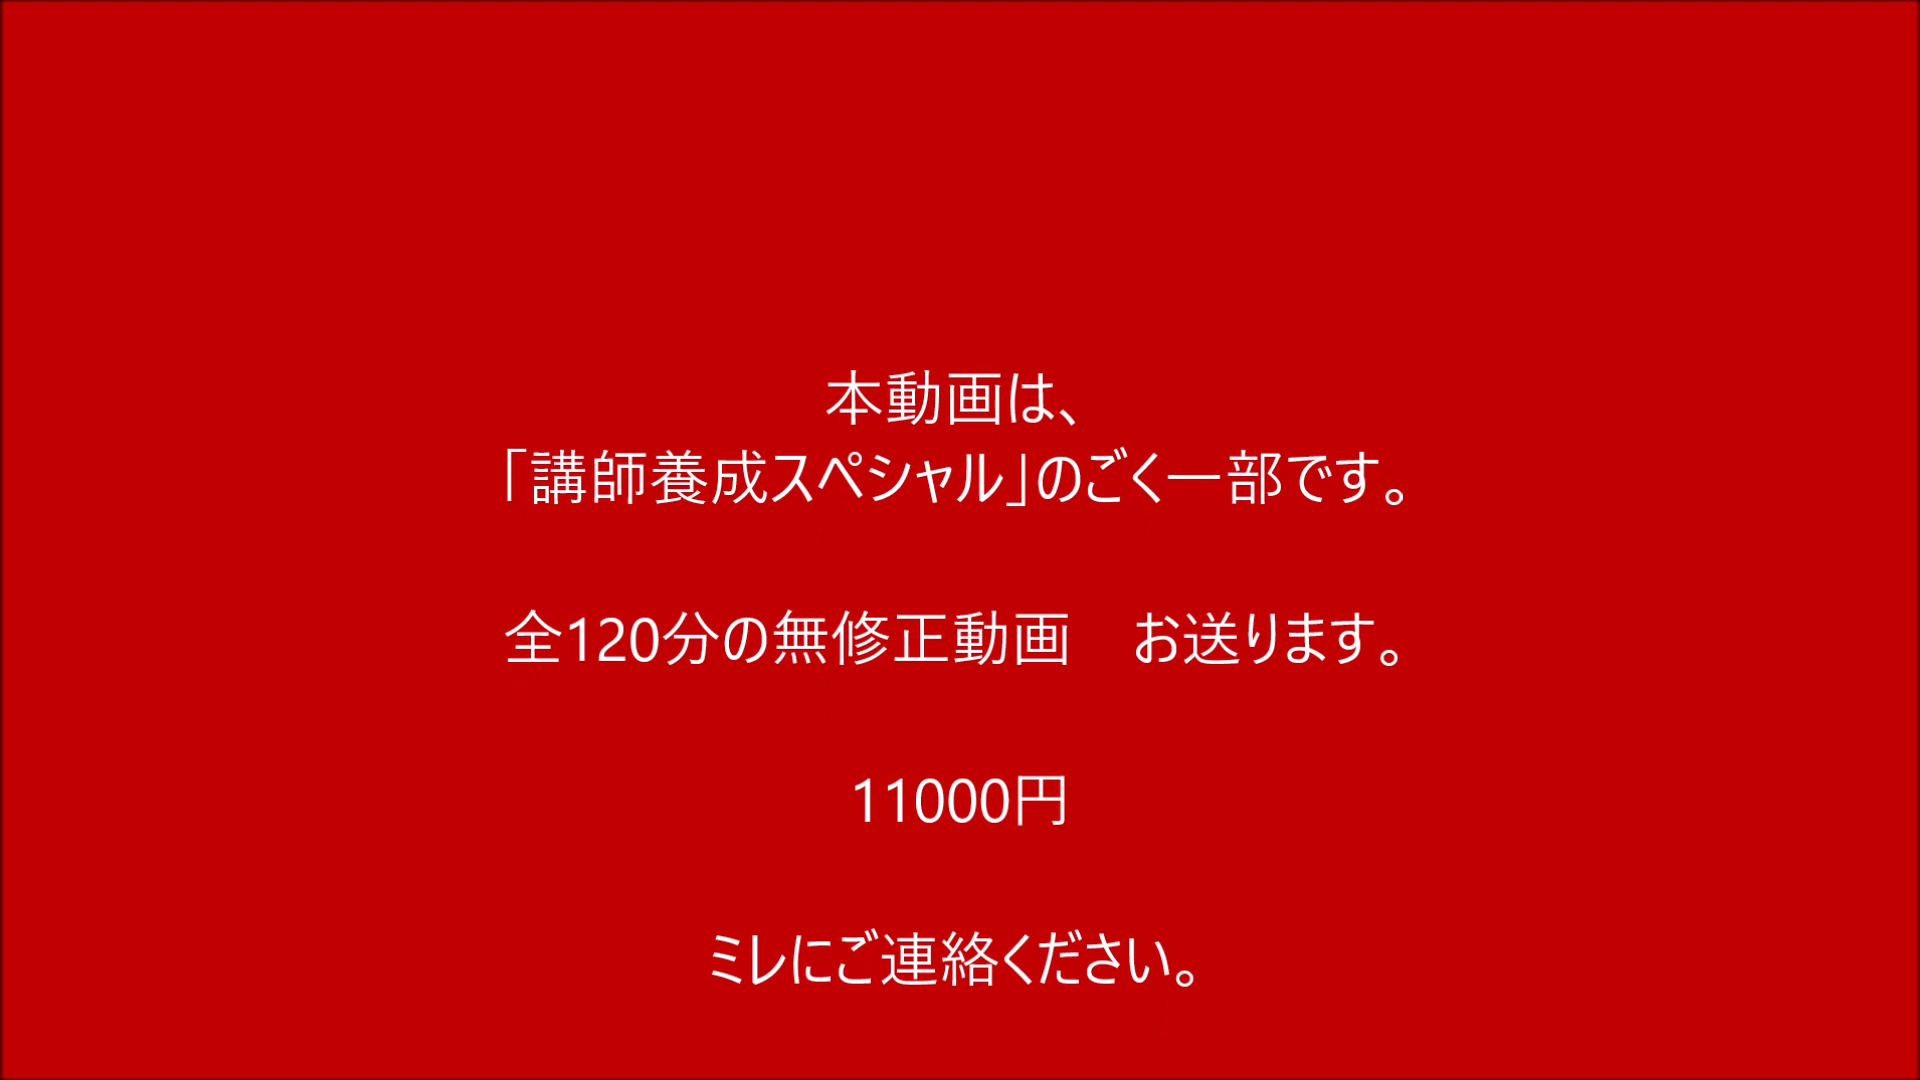 本動画は、
「講師養成スペシャル」のごく一部です。
全120分の無修正動画　お送ります。
11000円
ミレにご連絡ください。